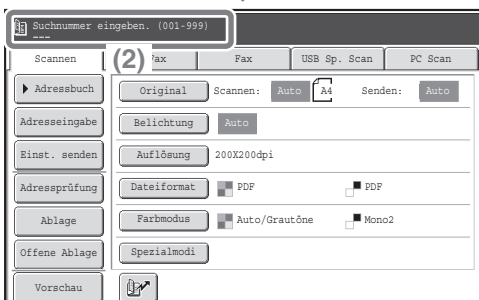 Suchnummer eingeben. (001-999)
---
Scannen (2) Fax Fax USB Sp. Scan PC Scan
Adressbuch Original Scannen: Auto A4 Senden: Auto
Adresseingabe Belichtung Auto
Einst. senden Auflösung 200X200dpi
Adressprüfung Dateiformat PDF PDF
Ablage Farbmodus Auto/Grautöne Mono2
Offene Ablage Spezialmodi
Vorschau